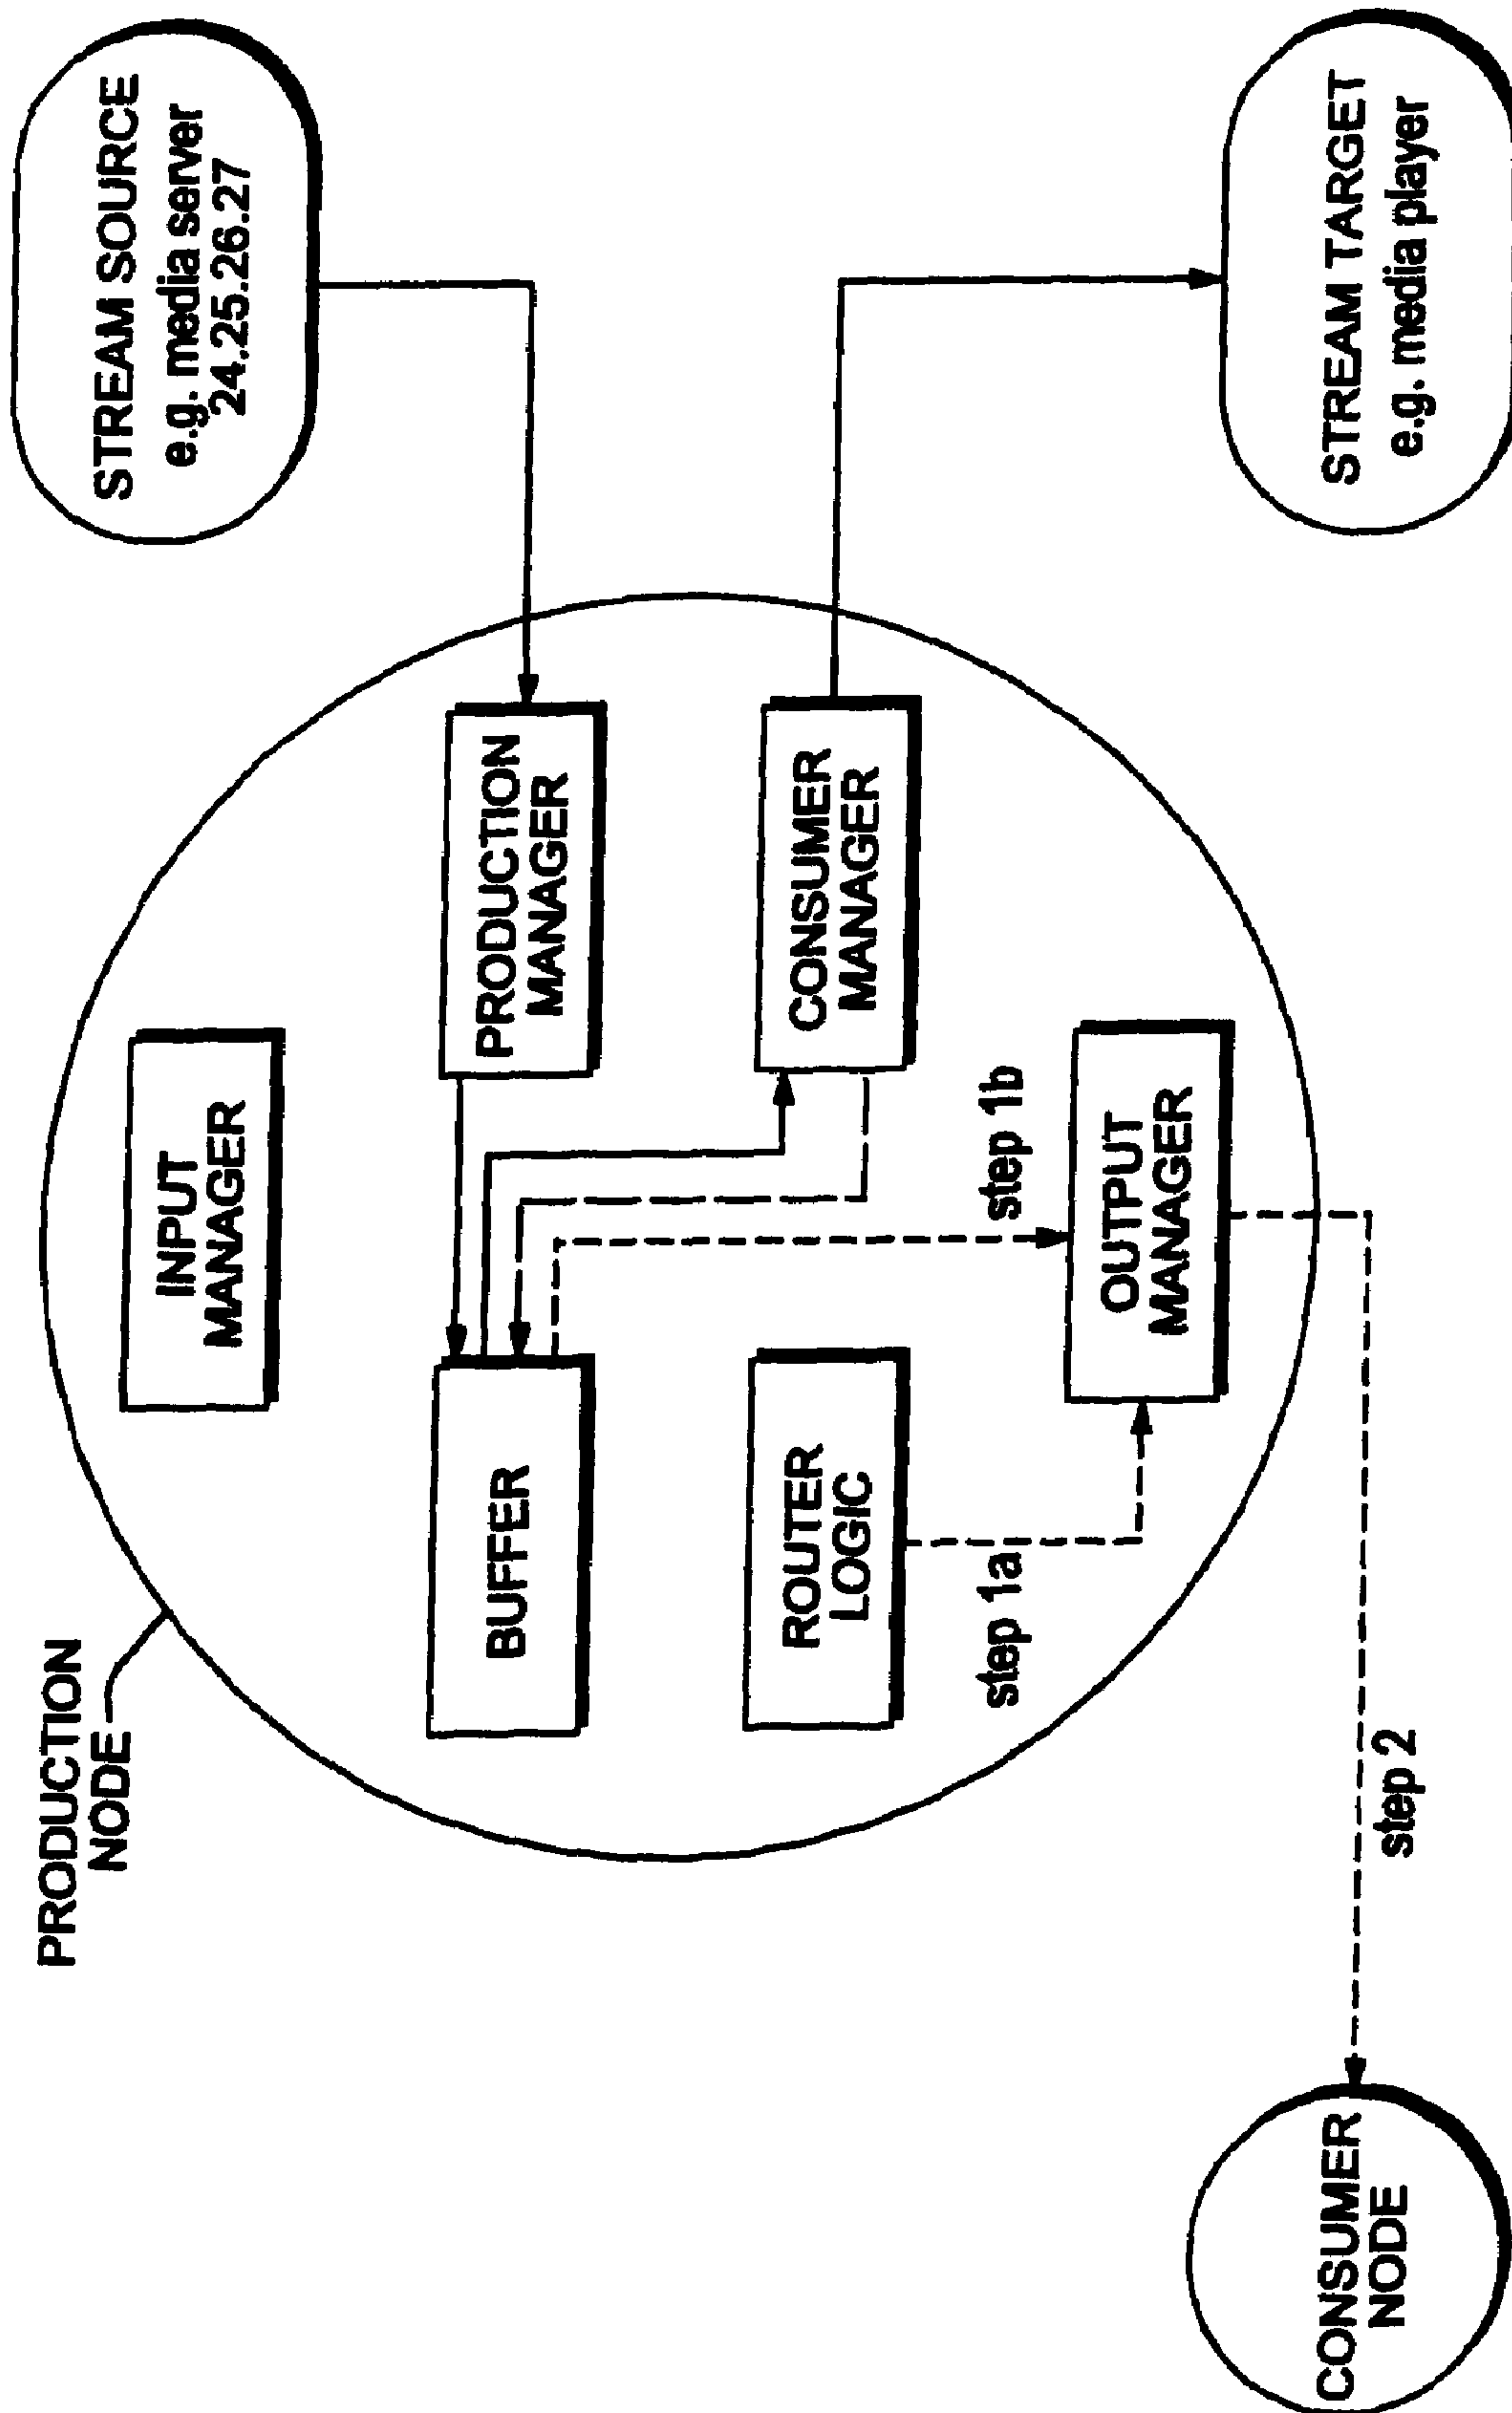 PRODUCTION
NODE
STREAM SOURCE
e.g. media server
24.25.26.27
INPUT
MANAGER
BUFFER
PRODUCTION
MANAGER
ROUTER
LOGIC
CONSUMER
MANAGER
step 1a
step 1b
OUTPUT
MANAGER
STREAM TARGET
e.g. media player
step 2
CONSUMER
NODE